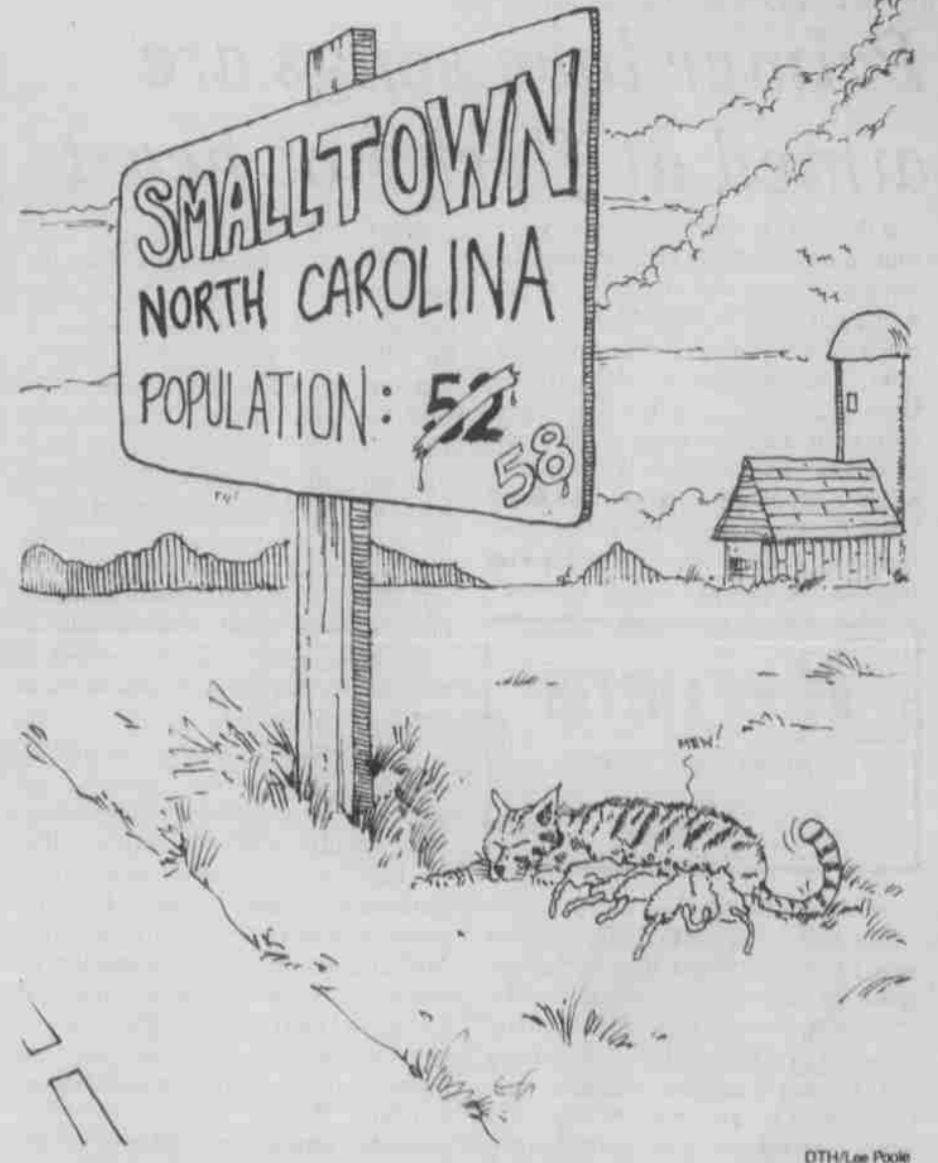 SMALLTOWN
NORTH CAROLINA
POPULATION: 52
58
MEW!
DTH/Lee Poole